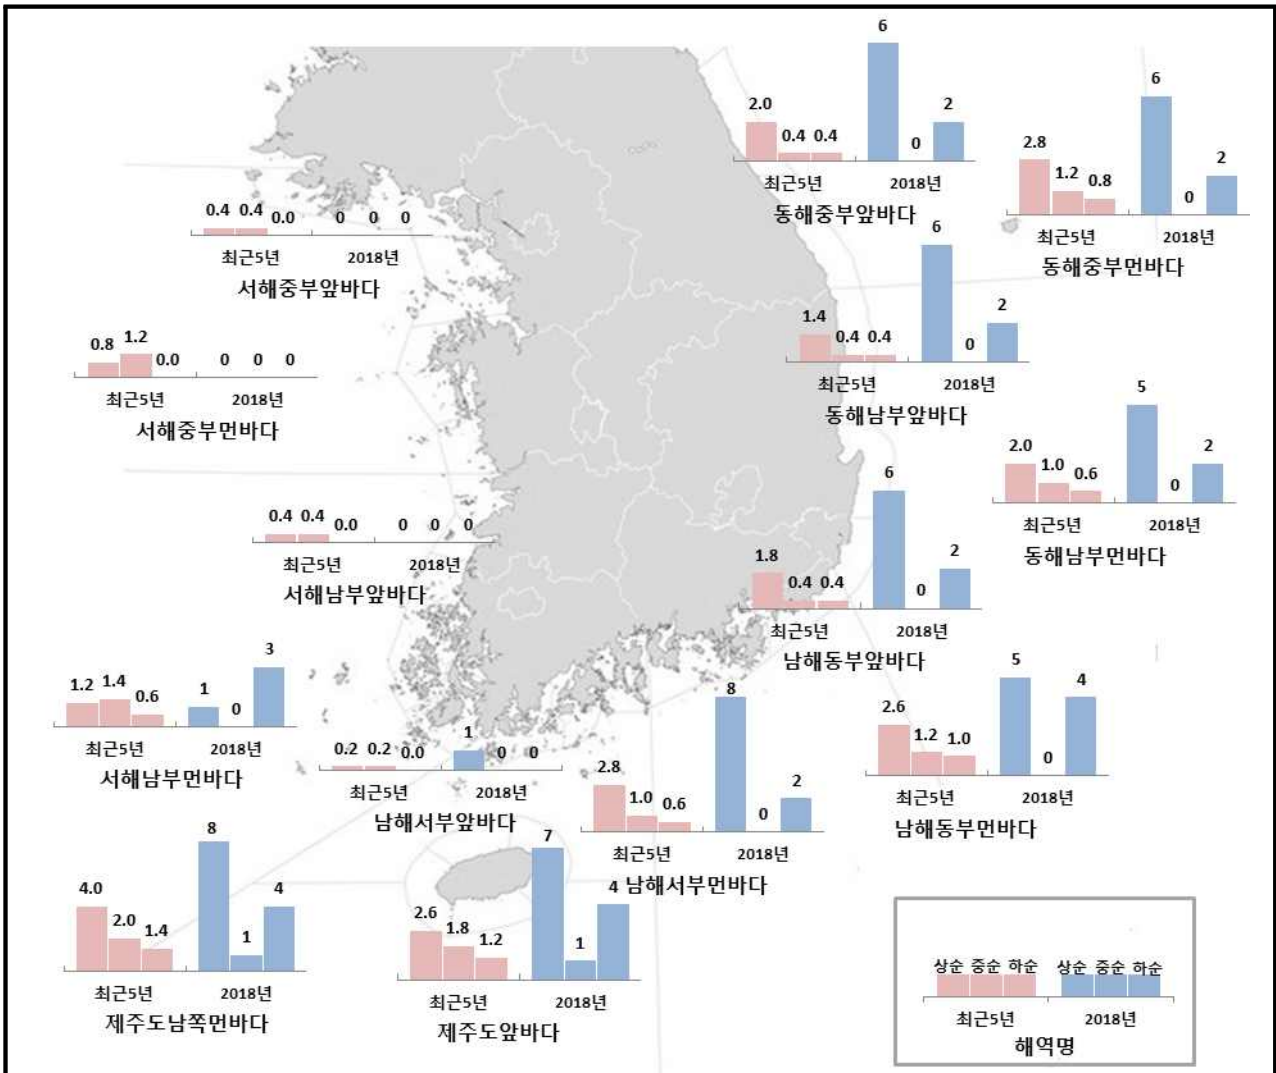 6
2.0 0.4 0.4 0 2
최근5년 2018년
동해중부앞바다
6
2.8 1.2 0.8 0 2
최근5년 2018년
동해중부먼바다
0.4 0.4 0.0 0 0 0
최근5년 2018년
서해중부앞바다
6
1.4 0.4 0.4 0 2
최근5년 2018년
동해남부앞바다
0.8 1.2 0.0 0 0 0
최근5년 2018년
서해중부먼바다
5
2.0 1.0 0.6 0 2
최근5년 2018년
동해남부먼바다
0.4 0.4 0.0 0 0 0
최근5년 2018년
서해남부앞바다
6
1.8 0.4 0.4 0 2
최근5년 2018년
남해동부앞바다
1.2 1.4 0.6 1 0 3
최근5년 2018년
서해남부먼바다
0.2 0.2 0.0 1 0 0
최근5년 2018년
남해서부앞바다
8
2.8 1.0 0.6 0 2
최근5년 2018년
남해서부먼바다
5
2.6 1.2 1.0 0 4
최근5년 2018년
남해동부먼바다
8
4.0 2.0 1.4 1 4
최근5년 2018년
제주도남쪽먼바다
7
2.6 1.8 1.2 1 4
최근5년 2018년
제주도앞바다
상순 중순 하순 상순 중순 하순
최근5년 2018년
해역명